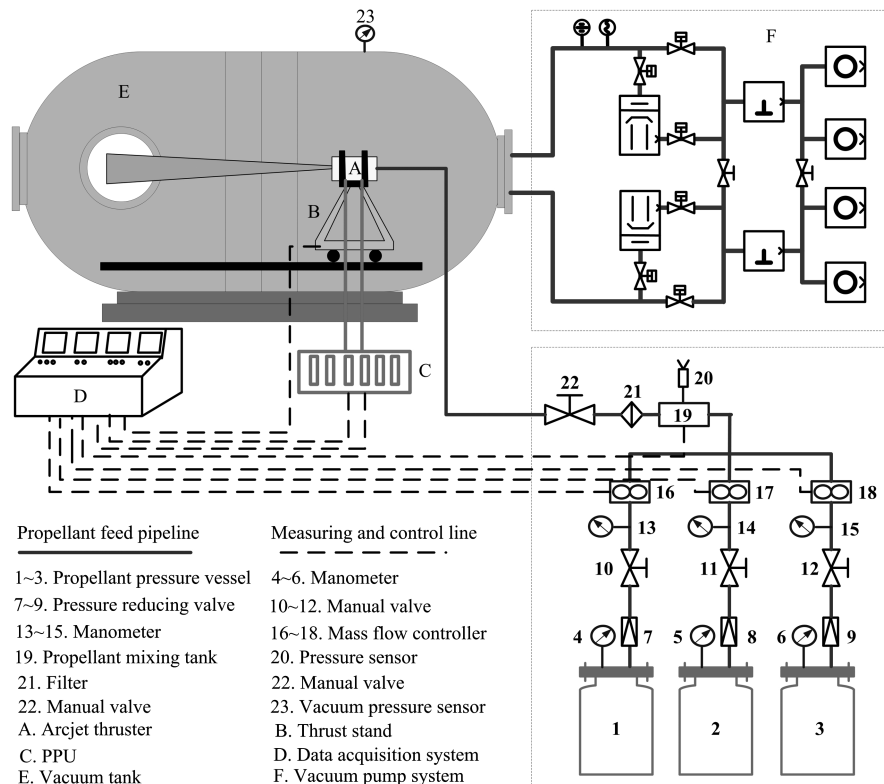 23
E
F
A
B
C
D
22
21
20
19
16
17
18
13
14
15
10
11
12
4
7
5
8
6
9
1
2
3
Propellant feed pipeline
Measuring and control line
1~3. Propellant pressure vessel
4~6. Manometer
7~9. Pressure reducing valve
10~12. Manual valve
13~15. Manometer
16~18. Mass flow controller
19. Propellant mixing tank
20. Pressure sensor
21. Filter
22. Manual valve
22. Manual valve
23. Vacuum pressure sensor
A. Arcjet thruster
B. Thrust stand
C. PPU
D. Data acquisition system
E. Vacuum tank
F. Vacuum pump system